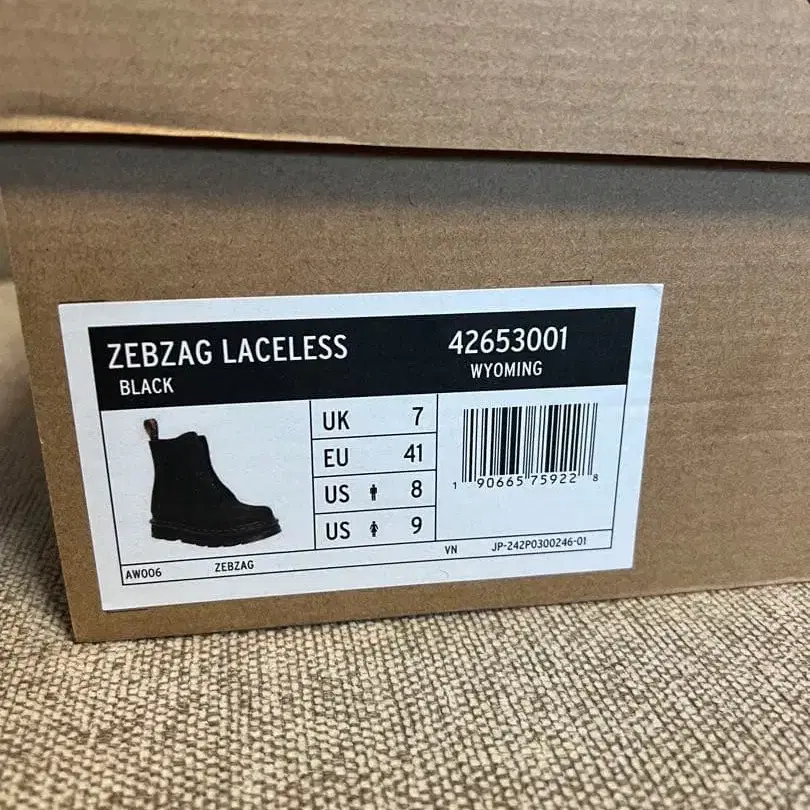 ZEBZAG LACELESS
42653001
BLACK
WYOMING
UK 7
EU 41
US 8
US 9
1 90665 75922 8
AW006 ZEBZAG VN JP-242P0300246-01